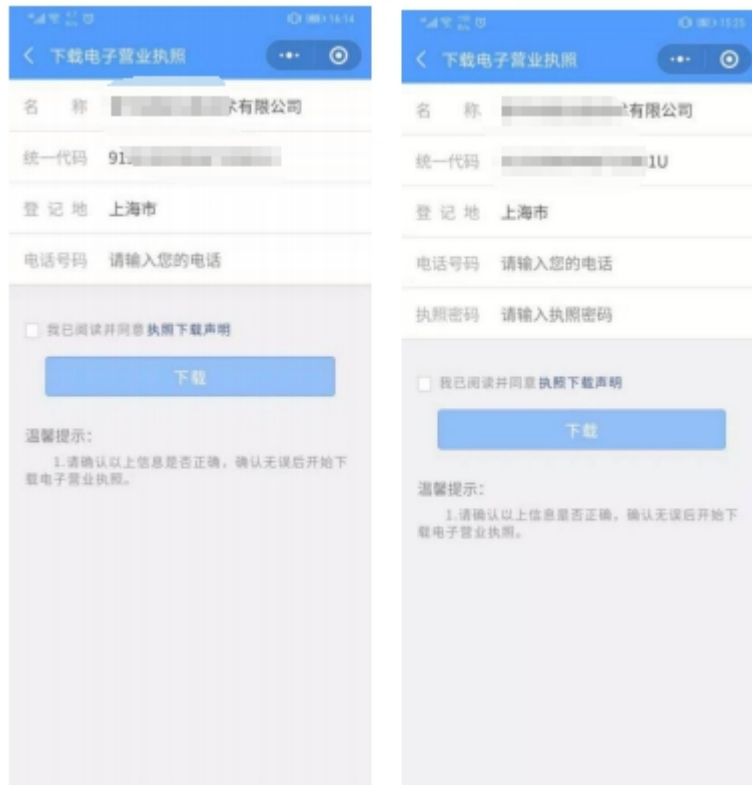 16:14
下载电子营业执照
名 称 术有限公司
统一代码 91
登记地 上海市
电话号码 请输入您的电话
我已阅读并同意执照下载声明
下载
温馨提示:
1.请确认以上信息是否正确，确认无误后开始下
载电子营业执照。
15:25
下载电子营业执照
名 称 有限公司
统一代码 1U
登记地 上海市
电话号码 请输入您的电话
执照密码 请输入执照密码
我已阅读并同意执照下载声明
下载
温馨提示:
1.请确认以上信息是否正确，确认无误后开始下
载电子营业执照。